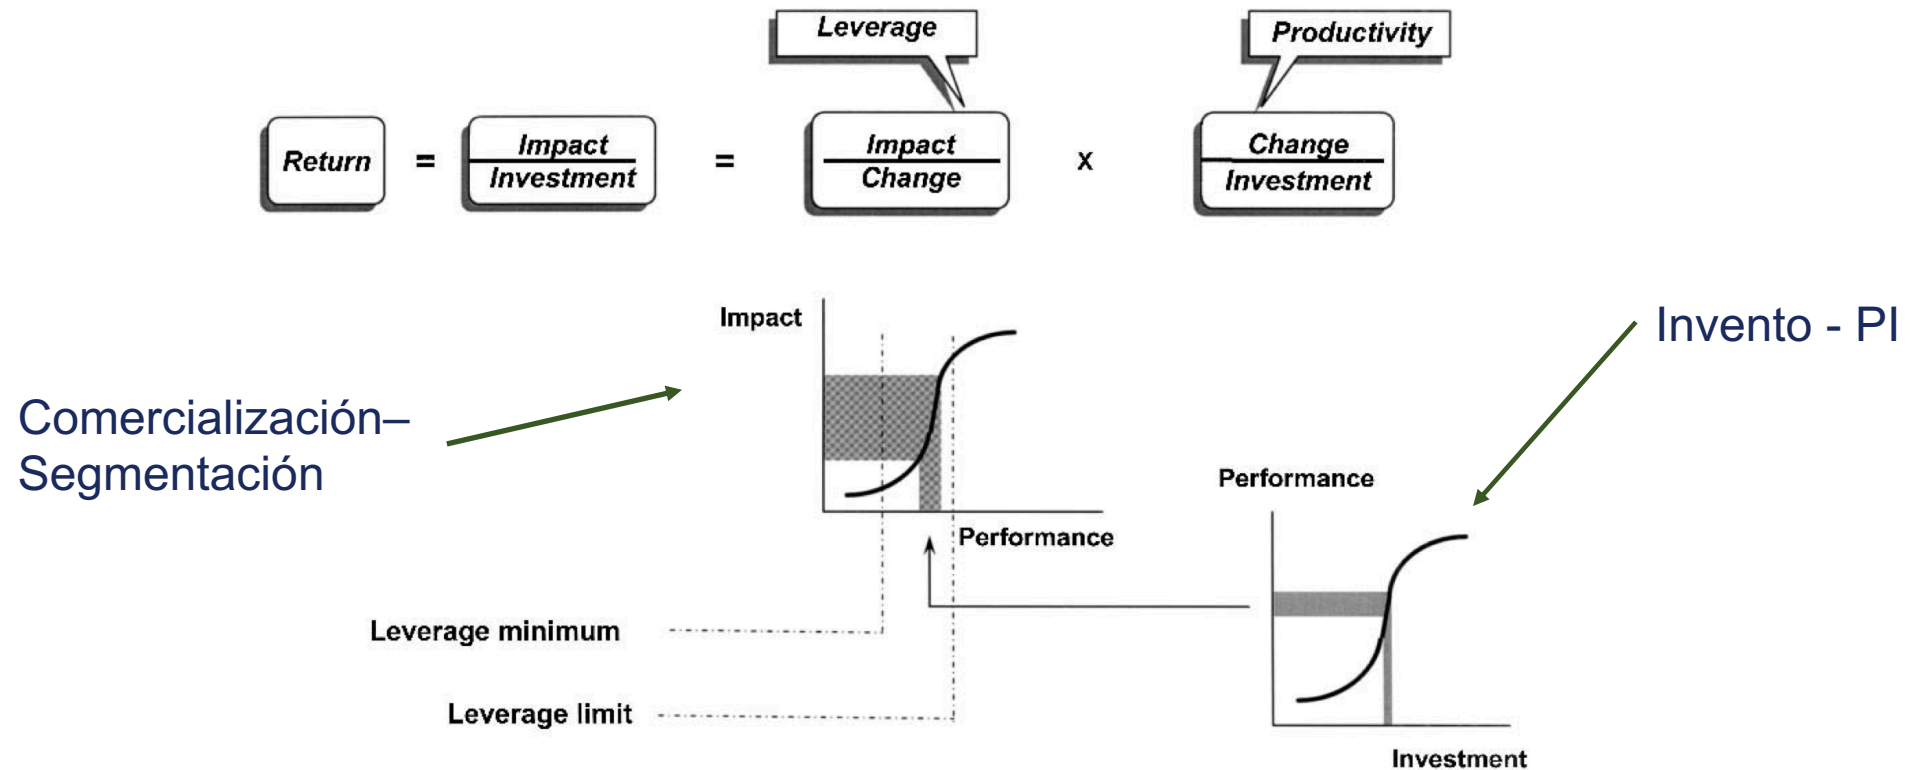 Leverage
Productivity
Return = Impact / Investment = Impact / Change x Change / Investment
Impact
Invento - PI
Comercialización–
Segmentación
Performance
Performance
Leverage minimum
Leverage limit
Investment